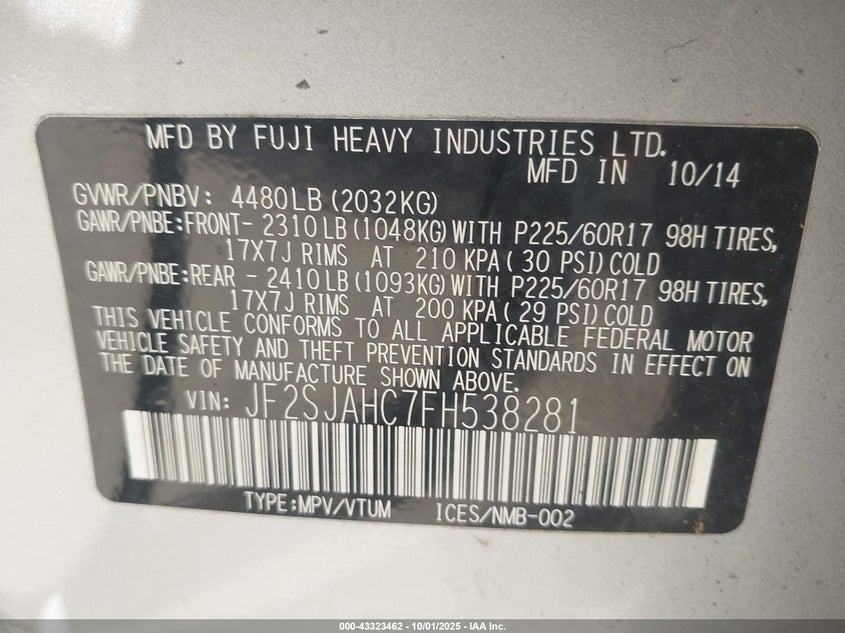 MFD BY FUJI HEAVY INDUSTRIES LTD.
MFD IN 10/14
GVWR/PNBV: 4480LB (2032KG)
GAWR/PNBE:FRONT- 2310LB (1048KG) WITH P225/60R17 98H TIRES,
17X7J RIMS AT 210 KPA ( 30 PSI) COLD
GAWR/PNBE:REAR - 2410LB (1093KG) WITH P225/60R17 98H TIRES,
17X7J RIMS AT 200 KPA ( 29 PSI) COLD
THIS VEHICLE CONFORMS TO ALL APPLICABLE FEDERAL MOTOR
VEHICLE SAFETY AND THEFT PREVENTION STANDARDS IN EFFECT ON
THE DATE OF MANUFACTURE SHOWN ABOVE.
VIN: JF2SJAHC7FH538281
TYPE:MPV/VTUM ICES/NMB-002
000-43323462 - 10/01/2025 - IAA Inc.